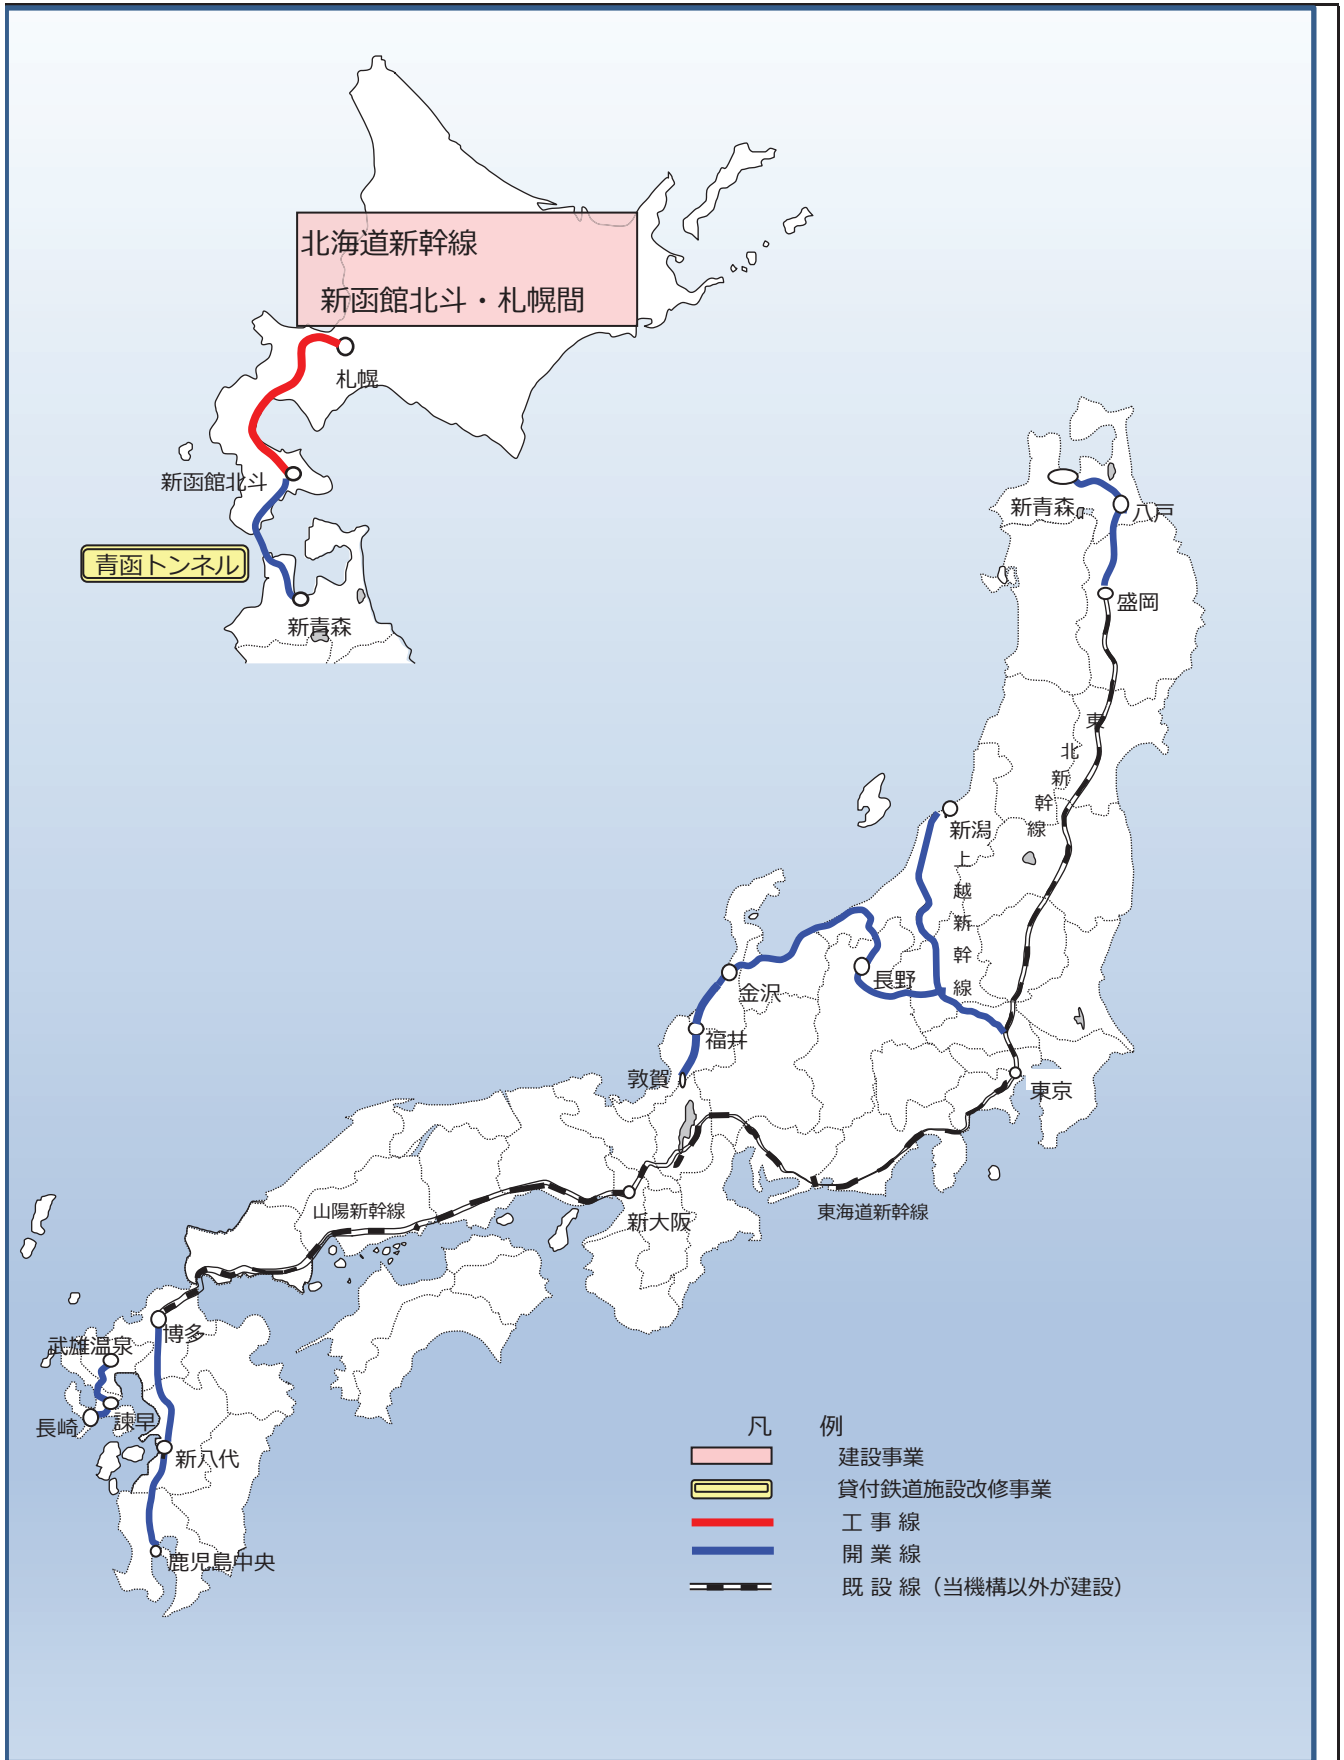 北海道新幹線
新函館北斗・札幌間
札幌
新函館北斗
青函トンネル
新青森
新青森
八戸
盛岡
東北新幹線
新潟
上越新幹線
長野
金沢
福井
敦賀
東京
山陽新幹線
新大阪
東海道新幹線
博多
武雄温泉
諫早
長崎
新八代
鹿児島中央
凡 例
建設事業
貸付鉄道施設改修事業
工 事 線
開 業 線
既 設 線（当機構以外が建設）